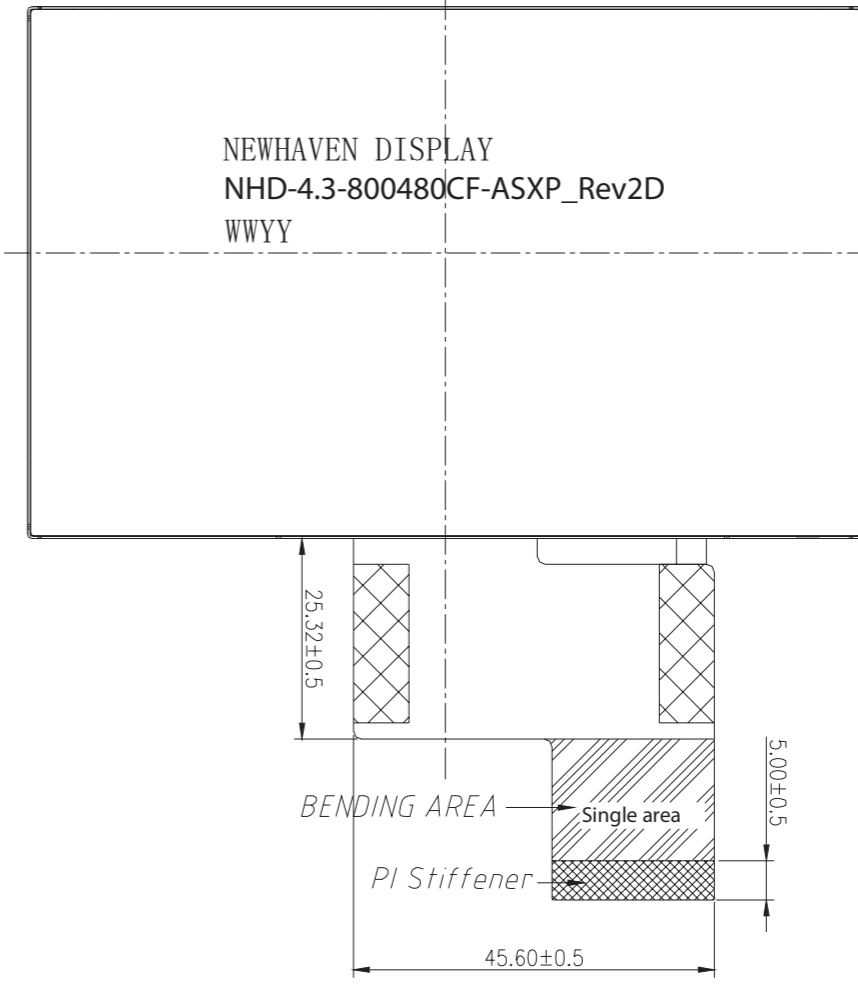 NEWHAVEN DISPLAY
NHD-4.3-800480CF-ASXP_Rev2D
WWYY
25.32±0.5
5.00±0.5
BENDING AREA
Single area
PI Stiffener
45.60±0.5